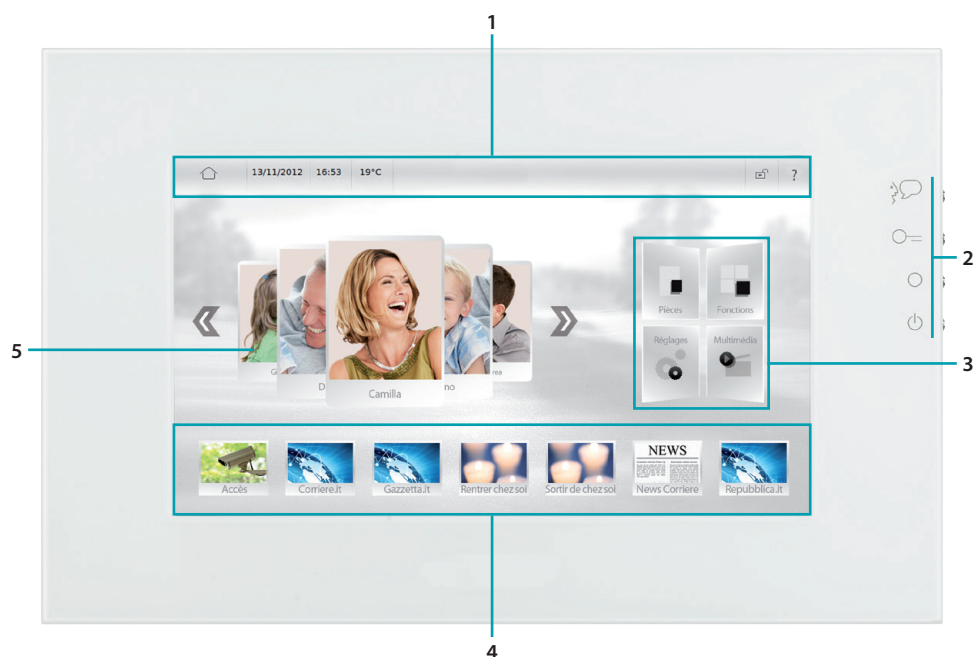 1
13/11/2012 16:53 19°C ?
2
Pièces Fonctions
Réglages Multimédia
3
5
Camilla
Accès Corriere.it Gazzetta.it Rentrer chez soi Sortir de chez soi NEWS News Corriere Repubblica.it
4